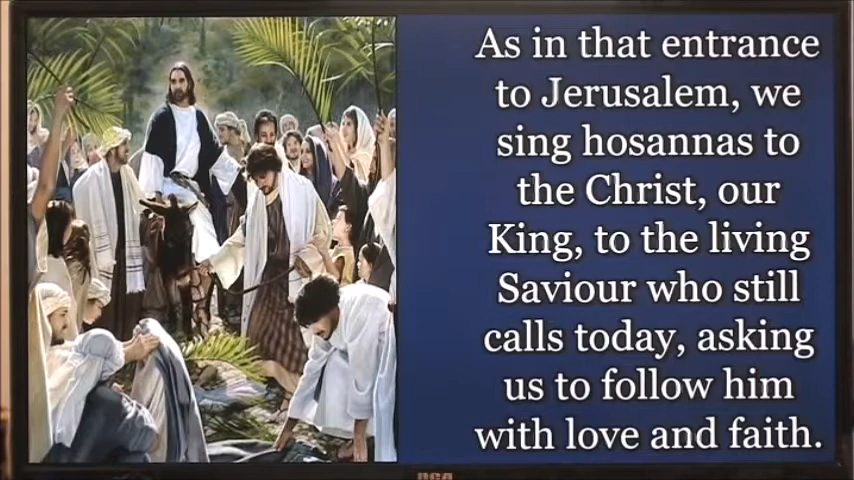 As in that entrance
to Jerusalem, we
sing hosannas to
the Christ, our
King, to the living
Saviour who still
calls today, asking
us to follow him
with love and faith.
RCA